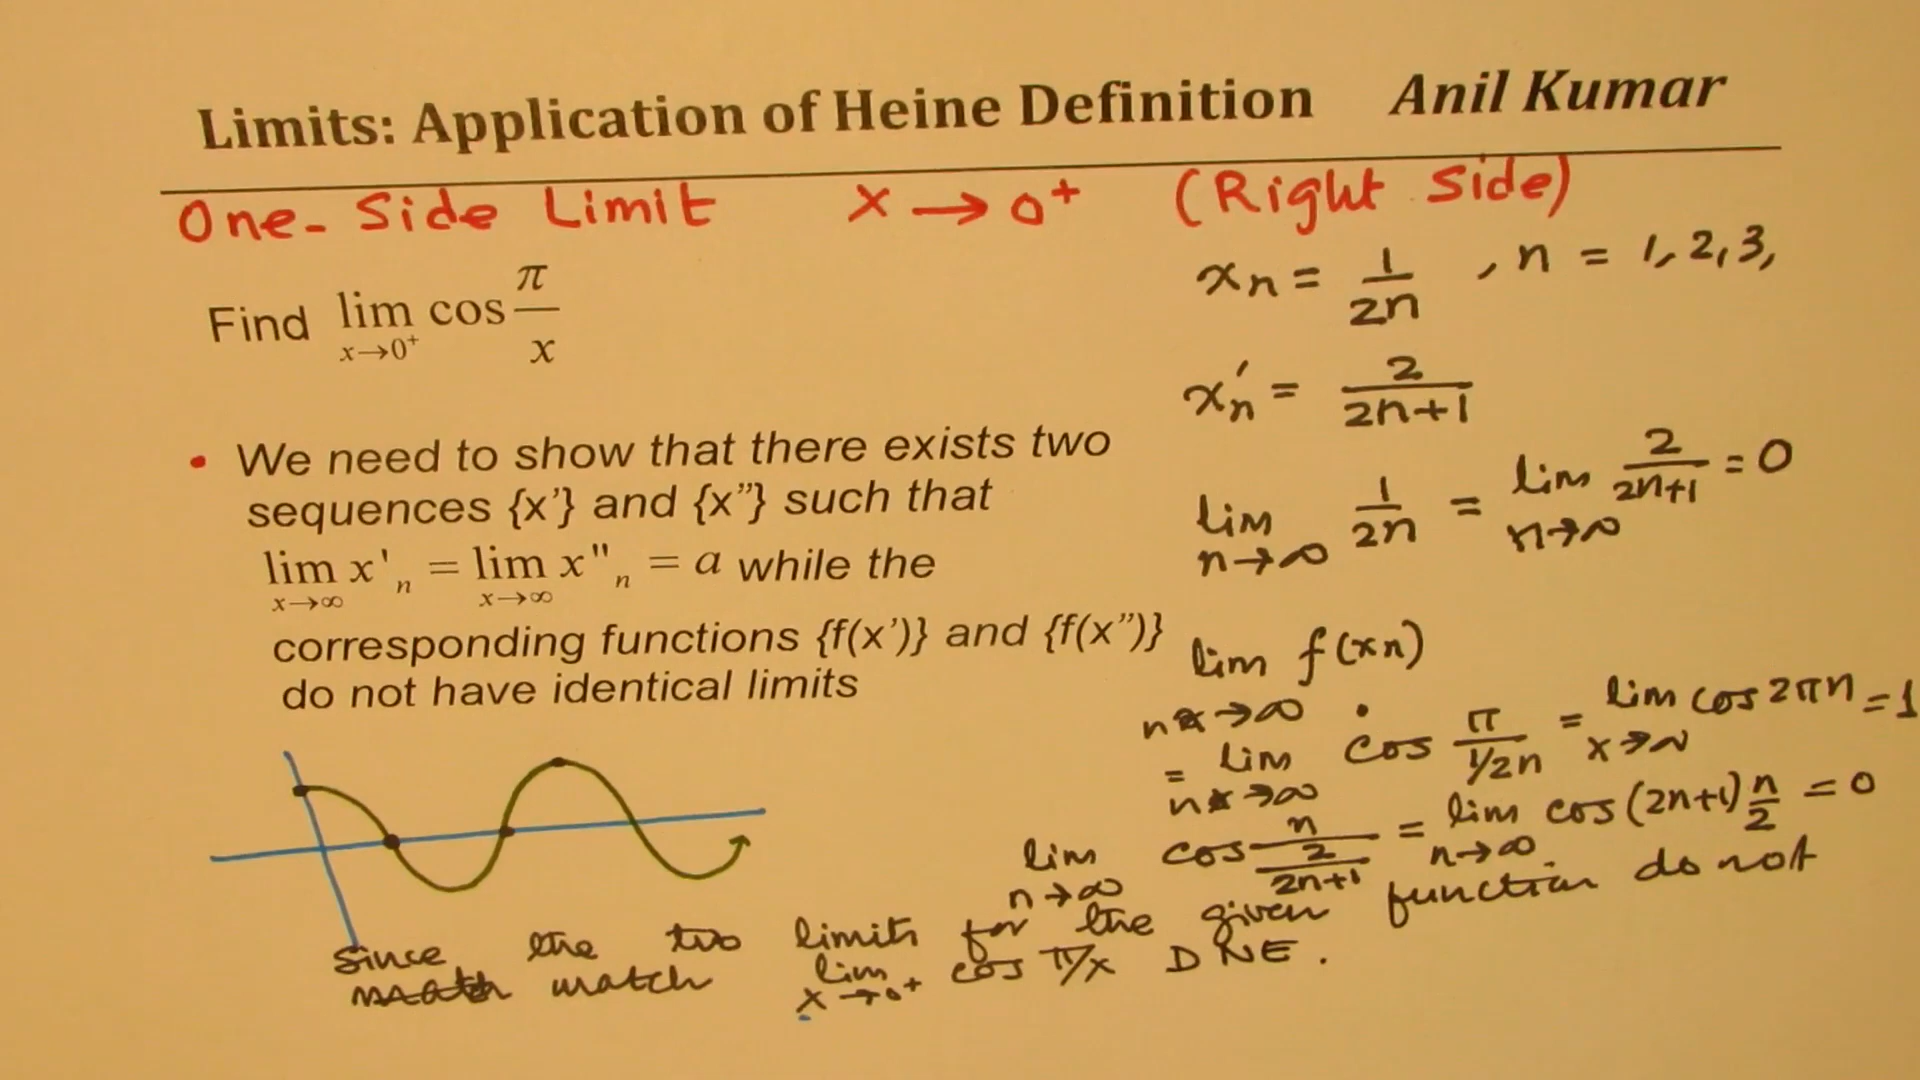 Limits: Application of Heine Definition Anil Kumar
One-Side Limit x → 0⁺ (Right Side)
Find lim x→0⁺ cos π/x
xn = 1/2n , n = 1, 2, 3,
x'n = 2/2n+1
• We need to show that there exists two
sequences {x’} and {x”} such that
lim x→∞ x'n = lim x→∞ x"n = a while the
corresponding functions {f(x’)} and {f(x”)}
do not have identical limits
lim n→∞ 1/2n = lim n→∞ 2/2n+1 = 0
lim n→∞ f(xn)
= lim n→∞ cos π/1/2n = lim x→∞ cos 2πn = 1
lim n→∞ cos π/2/2n+1 = lim n→∞ cos (2n+1) π/2 = 0
Since the two limits for the given function do not
match lim x→0⁺ cos π/x DNE.